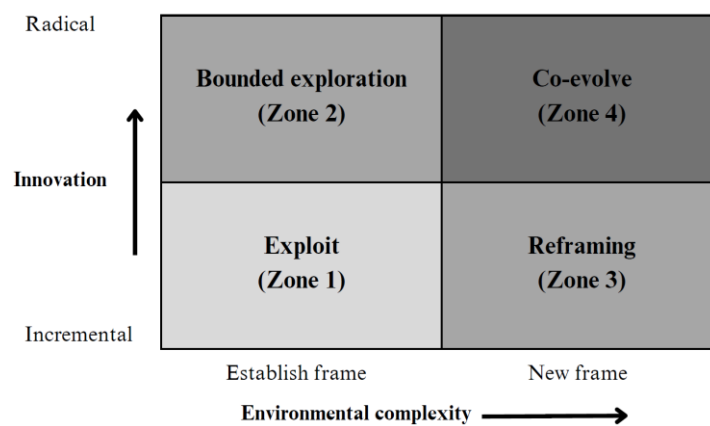 Radical
Bounded exploration
(Zone 2)
Co-evolve
(Zone 4)
Innovation
Exploit
(Zone 1)
Reframing
(Zone 3)
Incremental
Establish frame
New frame
Environmental complexity